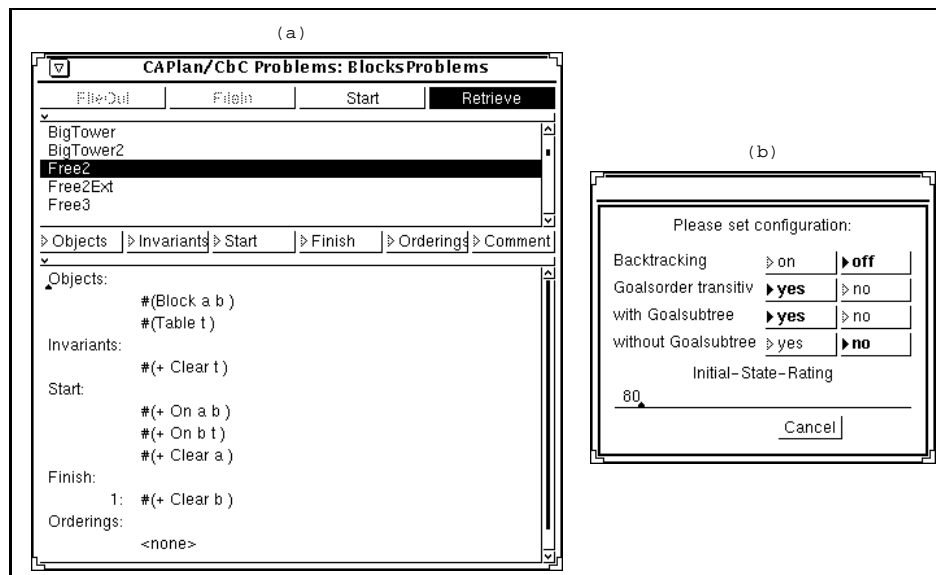 (a)
CAPlan/CbC Problems: BlocksProblems
FileOut FileIn Start Retrieve
BigTower
BigTower2
Free2
Free2Ext
Free3
Objects Invariants Start Finish Orderings Comment
Objects:
#(Block a b )
#(Table t )
Invariants:
#(+ Clear t )
Start:
#(+ On a b )
#(+ On b t )
#(+ Clear a )
Finish:
1: #(+ Clear b )
Orderings:
<none>
(b)
Please set configuration:
Backtracking on off
Goalsorder transitiv yes no
with Goalsubtree yes no
without Goalsubtree yes no
Initial-State-Rating
80
Cancel